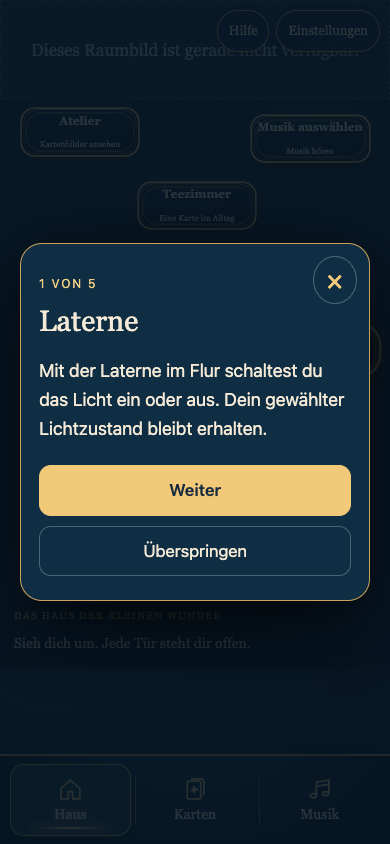 Hilfe
Einstellungen
Dieses Raumbild ist gerade nicht verfügbar.
Atelier
Kartenbilder ansehen
Musik auswählen
Musik hören
Teezimmer
Eine Karte im Alltag
1 VON 5
Laterne
Mit der Laterne im Flur schaltest du
das Licht ein oder aus. Dein gewählter
Lichtzustand bleibt erhalten.
Weiter
Überspringen
DAS HAUS DER KLEINEN WUNDER
Sieh dich um. Jede Tür steht dir offen.
Haus
Karten
Musik